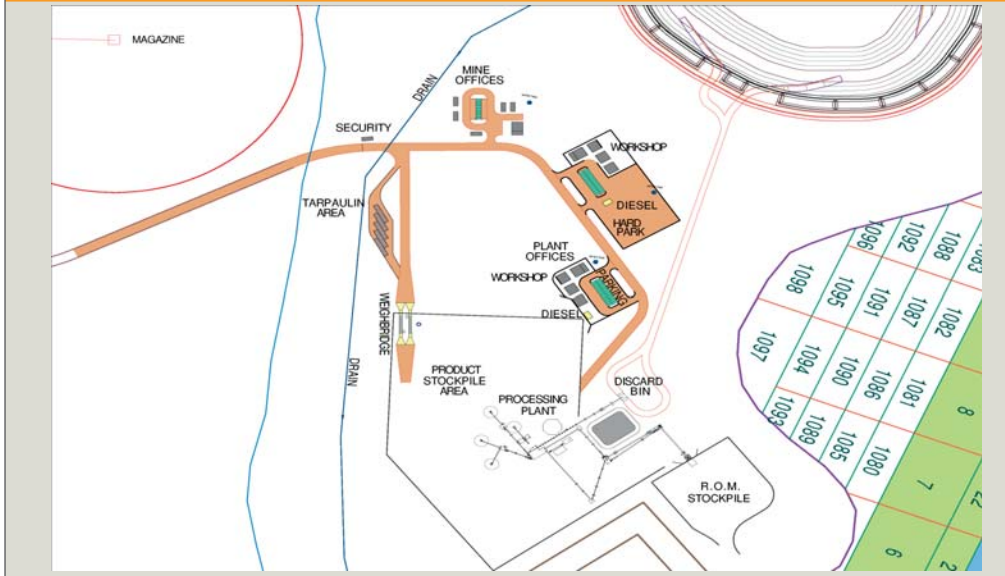 MAGAZINE
MINE
OFFICES
DRAIN
SECURITY
WORKSHOP
TARPAULIN
AREA
DIESEL
HARD
PARK
PLANT
OFFICES
WORKSHOP
PARKING
DIESEL
WEIGHBRIDGE
DRAIN
PRODUCT
STOCKPILE
AREA
PROCESSING
PLANT
DISCARD
BIN
R.O.M.
STOCKPILE
1096
1092
1088
1083
1098
1095
1091
1087
1082
1097
1094
1090
1086
1081
8
1093
1089
1085
1080
7
6